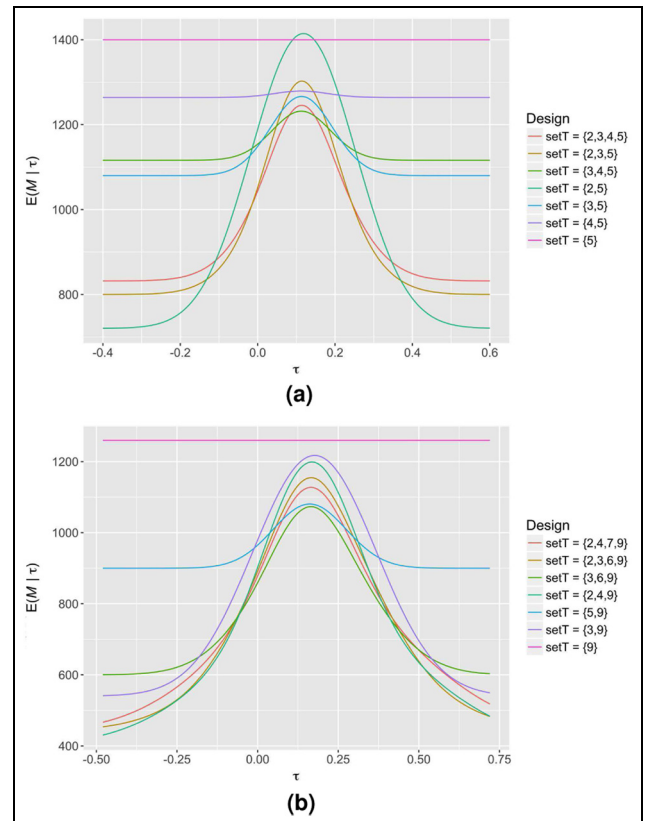 1400
1200
1000
800
E(M | τ)
-0.4
-0.2
0.0
0.2
0.4
0.6
τ
Design
setT = {2,3,4,5}
setT = {2,3,5}
setT = {3,4,5}
setT = {2,5}
setT = {3,5}
setT = {4,5}
setT = {5}
(a)
1200
1000
800
600
400
E(M | τ)
-0.50
-0.25
0.00
0.25
0.50
0.75
τ
Design
setT = {2,4,7,9}
setT = {2,3,6,9}
setT = {3,6,9}
setT = {2,4,9}
setT = {5,9}
setT = {3,9}
setT = {9}
(b)